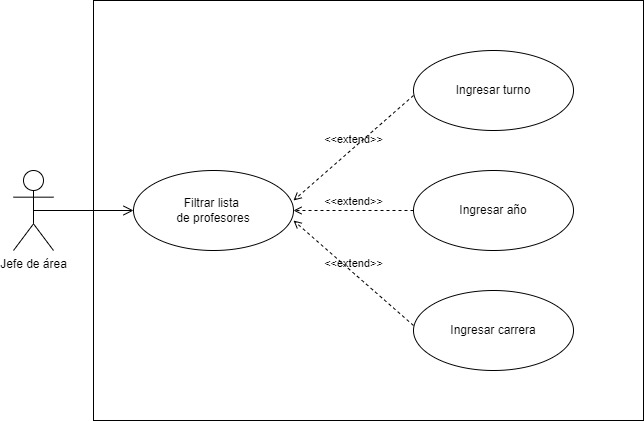 Ingresar turno
<<extend>>
Filtrar lista
de profesores
<<extend>>
Ingresar año
Jefe de área
<<extend>>
Ingresar carrera